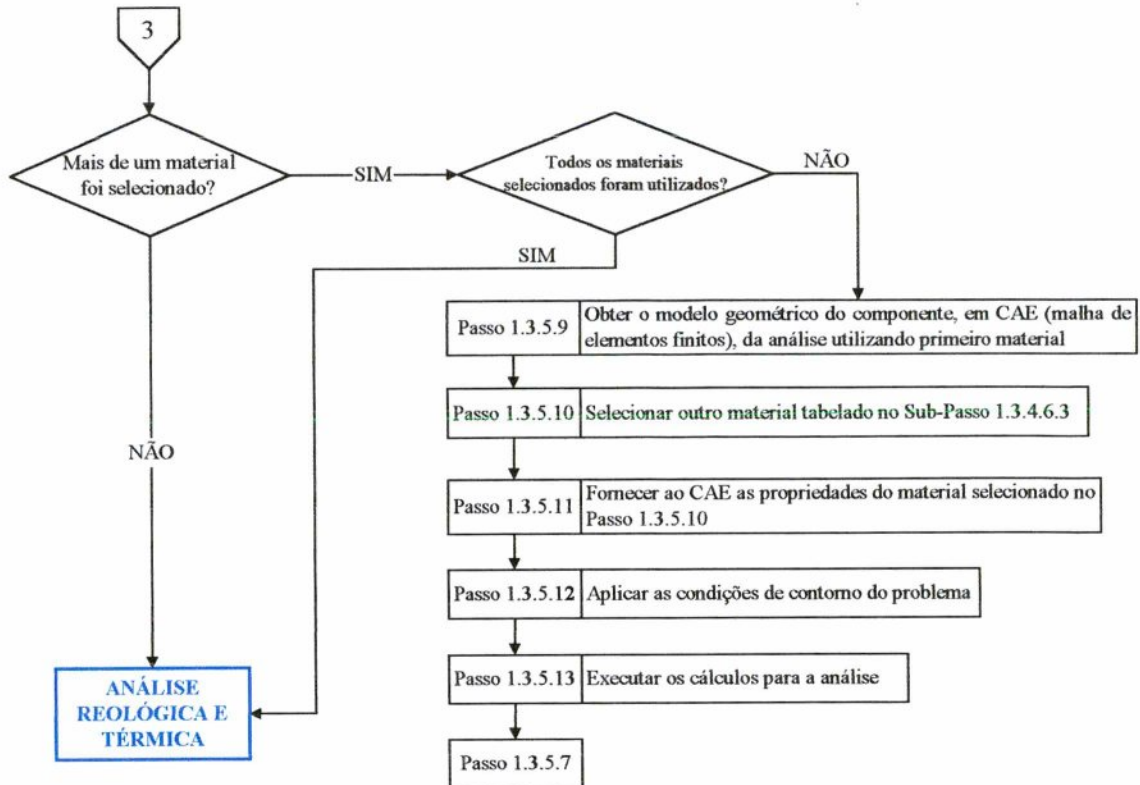 3
Mais de um material
foi selecionado?
SIM
Todos os materiais
selecionados foram utilizados?
NÃO
SIM
NÃO
Passo 1.3.5.9
Obter o modelo geométrico do componente, em CAE (malha de
elementos finitos), da análise utilizando primeiro material
Passo 1.3.5.10
Selecionar outro material tabelado no Sub-Passo 1.3.4.6.3
Passo 1.3.5.11
Fornecer ao CAE as propriedades do material selecionado no
Passo 1.3.5.10
Passo 1.3.5.12
Aplicar as condições de contorno do problema
Passo 1.3.5.13
Executar os cálculos para a análise
Passo 1.3.5.7
ANÁLISE
REOLÓGICA E
TÉRMICA